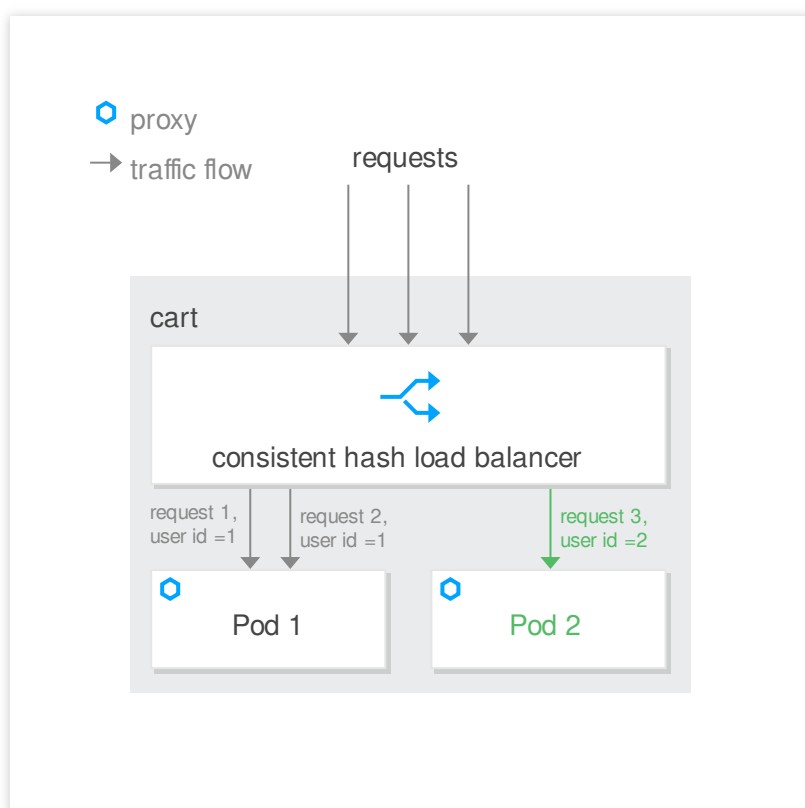 proxy
traffic flow
requests
cart
consistent hash load balancer
request 1,
user id =1
request 2,
user id =1
request 3,
user id =2
Pod 1
Pod 2